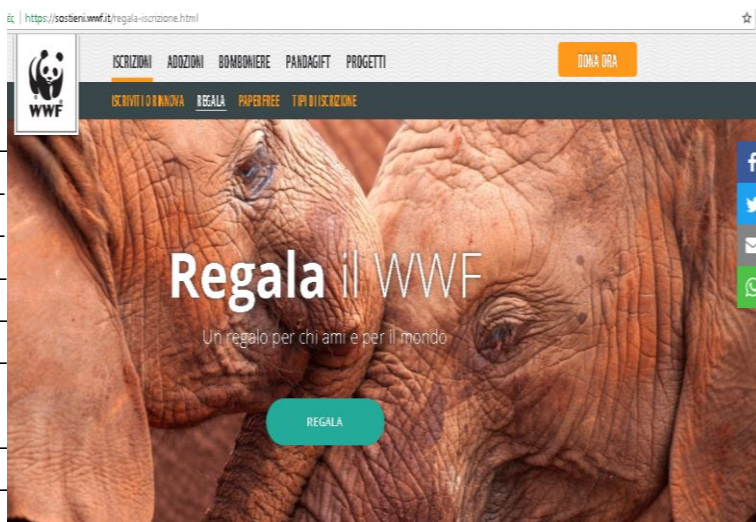 https://sostieni.wwf.it/regala-iscrizione.html
ISCRIZIONI ADOZIONI BOMBONIERE PANDAGIFT PROGETTI
DONA ORA
WWF
ISCRIVITI O RINNOVA REGALA PAPERFREE TIPI DI ISCRIZIONE
Regala il WWF
Un regalo per chi ami e per il mondo
REGALA